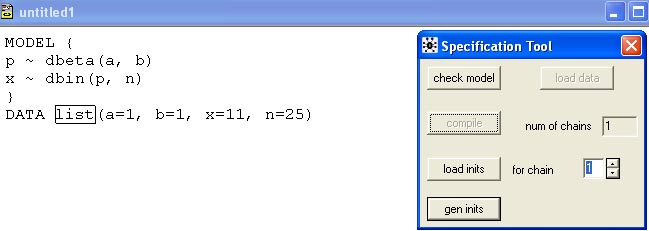 untitled1
MODEL {
p ~ dbeta(a, b)
x ~ dbin(p, n)
}
DATA list(a=1, b=1, x=11, n=25)
Specification Tool
check model load data
compile num of chains 1
load inits for chain 1
gen inits